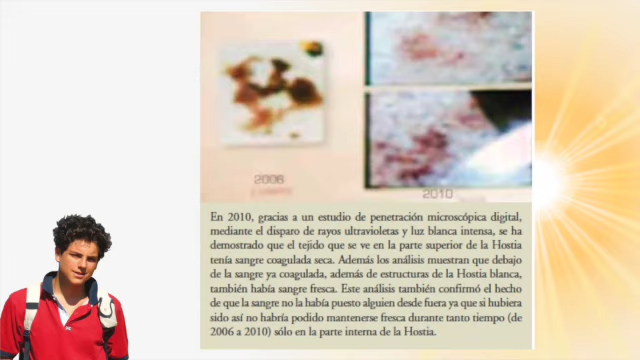 2006
2010
En 2010, gracias a un estudio de penetración microscópica digital,
mediante el disparo de rayos ultravioletas y luz blanca intensa, se ha
demostrado que el tejido que se ve en la parte superior de la Hostia
tenía sangre coagulada seca. Además los análisis muestran que debajo
de la sangre ya coagulada, además de estructuras de la Hostia blanca,
también había sangre fresca. Este análisis también confirmó el hecho
de que la sangre no la había puesto alguien desde fuera ya que si hubiera
sido así no habría podido mantenerse fresca durante tanto tiempo (de
2006 a 2010) sólo en la parte interna de la Hostia.